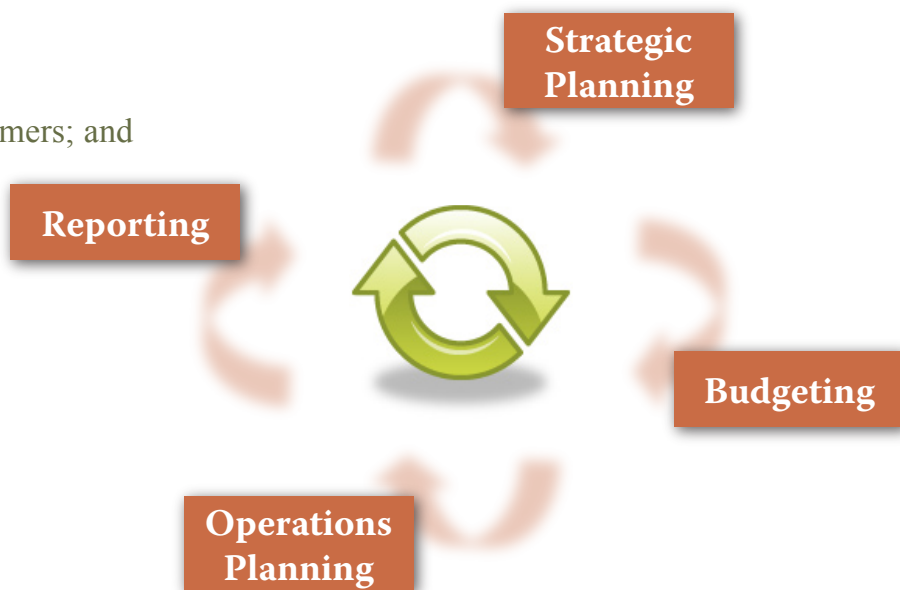 Strategic
Planning
mers; and
Reporting
Budgeting
Operations
Planning